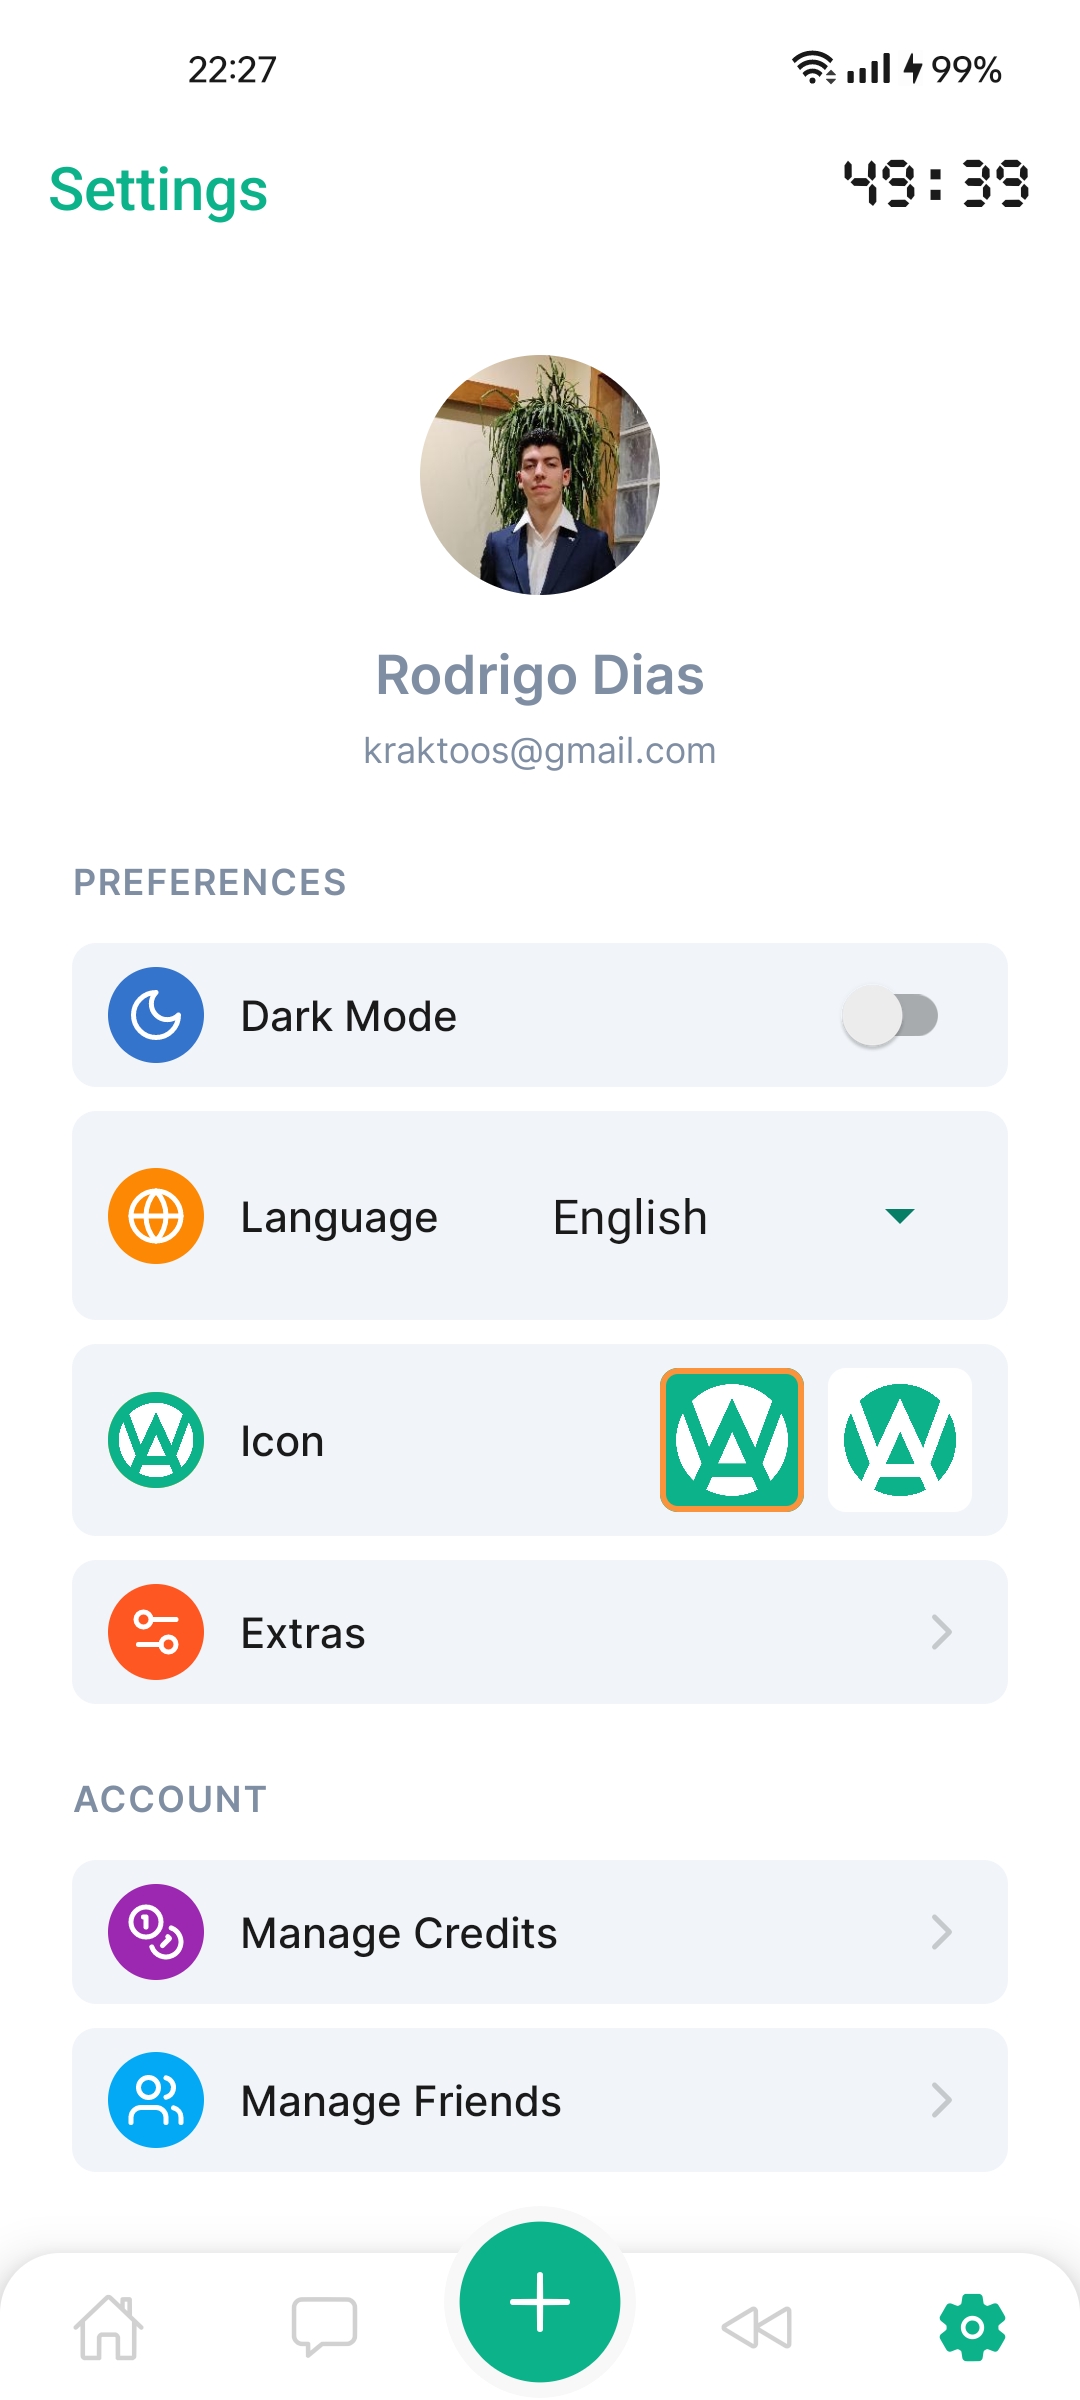 22:27 99%
Settings 49:39
Rodrigo Dias
kraktoos@gmail.com
PREFERENCES
Dark Mode
Language English
Icon
Extras
ACCOUNT
Manage Credits
Manage Friends